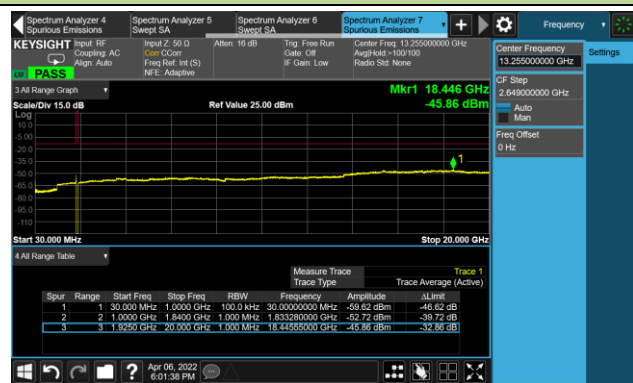 Spectrum Analyzer 4
Spurious Emissions
Spectrum Analyzer 5
Swept SA
Spectrum Analyzer 6
Swept SA
Spectrum Analyzer 7
Spurious Emissions
Frequency
KEYSIGHT Input: RF
Coupling: AC
Align: Auto
Input Z: 50 Ω
Corr CCorr
Freq Ref: Int (S)
NFE: Adaptive
Atten: 16 dB
Trig: Free Run
Gate: Off
IF Gain: Low
Center Freq: 13.255000000 GHz
Avg|Hold:>100/100
Radio Std: None
PASS
Center Frequency
13.255000000 GHz
Settings
CF Step
2.649000000 GHz
Auto
Man
Freq Offset
0 Hz
3 All Range Graph
Mkr1 18.446 GHz
Scale/Div 15.0 dB Ref Value 25.00 dBm -45.86 dBm
Log
10.0
-5.00
-20.0
-35.0
-50.0
-65.0
-80.0
-95.0
-110
1
Start 30.000 MHz Stop 20.000 GHz
4 All Range Table
Measure Trace Trace 1
Trace Type Trace Average (Active)
Spur Range Start Freq Stop Freq RBW Frequency Amplitude ΔLimit
1 1 30.000 MHz 1.0000 GHz 100.0 kHz 30.00000000 MHz -59.62 dBm -46.62 dB
2 2 1.0000 GHz 1.8400 GHz 1.000 MHz 1.833280000 GHz -52.72 dBm -39.72 dB
3 3 1.9250 GHz 20.000 GHz 1.000 MHz 18.44555000 GHz -45.86 dBm -32.86 dB
Apr 06, 2022
6:01:38 PM